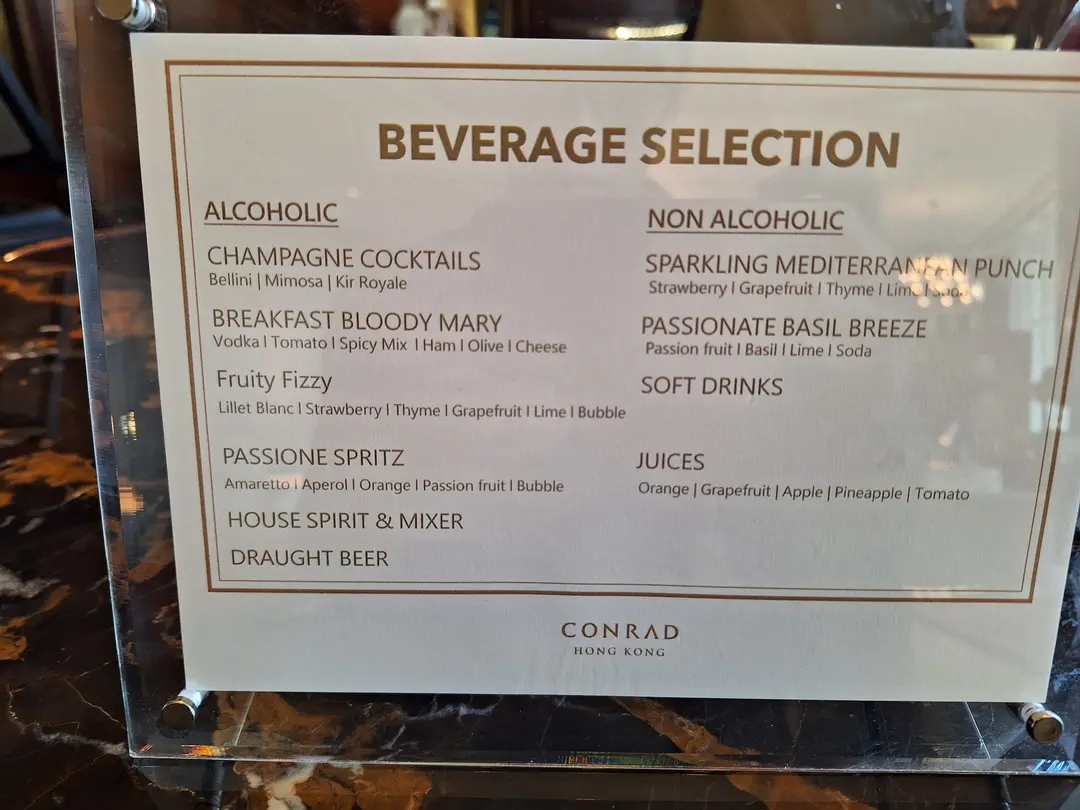 BEVERAGE SELECTION
ALCOHOLIC
CHAMPAGNE COCKTAILS
Bellini | Mimosa | Kir Royale
BREAKFAST BLOODY MARY
Vodka l Tomato l Spicy Mix l Ham l Olive l Cheese
Fruity Fizzy
Lillet Blanc l Strawberry l Thyme l Grapefruit l Lime l Bubble
PASSIONE SPRITZ
Amaretto l Aperol l Orange l Passion fruit l Bubble
HOUSE SPIRIT & MIXER
DRAUGHT BEER
NON ALCOHOLIC
SPARKLING MEDITERRANEAN PUNCH
Strawberry l Grapefruit l Thyme l Lime l Soda
PASSIONATE BASIL BREEZE
Passion fruit l Basil l Lime l Soda
SOFT DRINKS
JUICES
Orange | Grapefruit | Apple | Pineapple | Tomato
CONRAD
HONG KONG